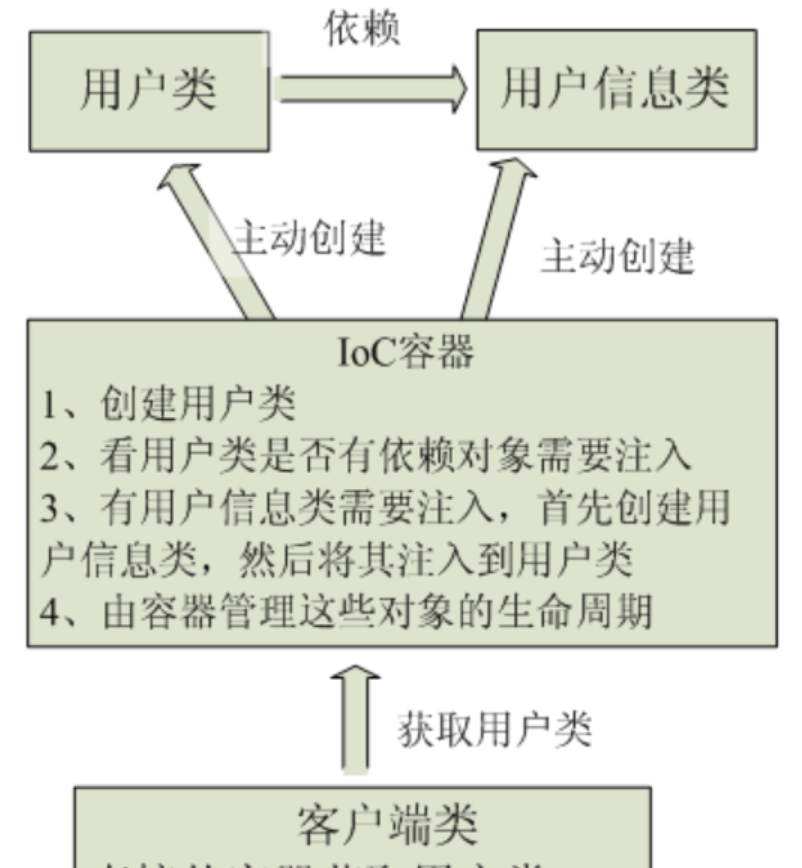 依赖
用户类
用户信息类
主动创建
主动创建
IoC容器
1、创建用户类
2、看用户类是否有依赖对象需要注入
3、有用户信息类需要注入，首先创建用
户信息类，然后将其注入到用户类
4、由容器管理这些对象的生命周期
获取用户类
客户端类